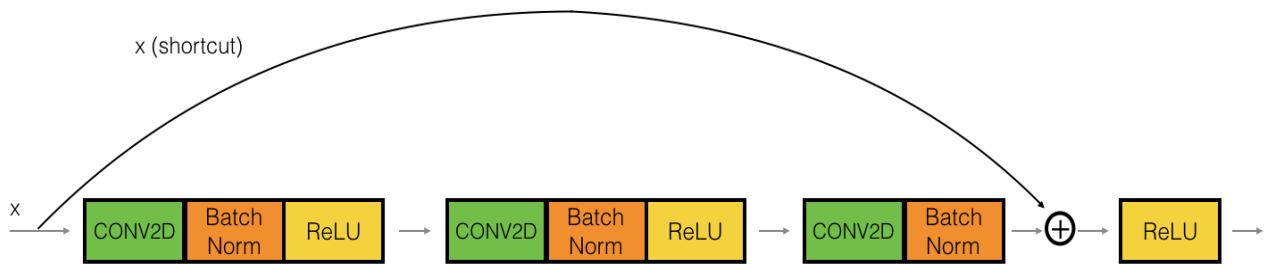 x (shortcut)
x
CONV2D
Batch
Norm
ReLU
CONV2D
Batch
Norm
ReLU
CONV2D
Batch
Norm
+
ReLU